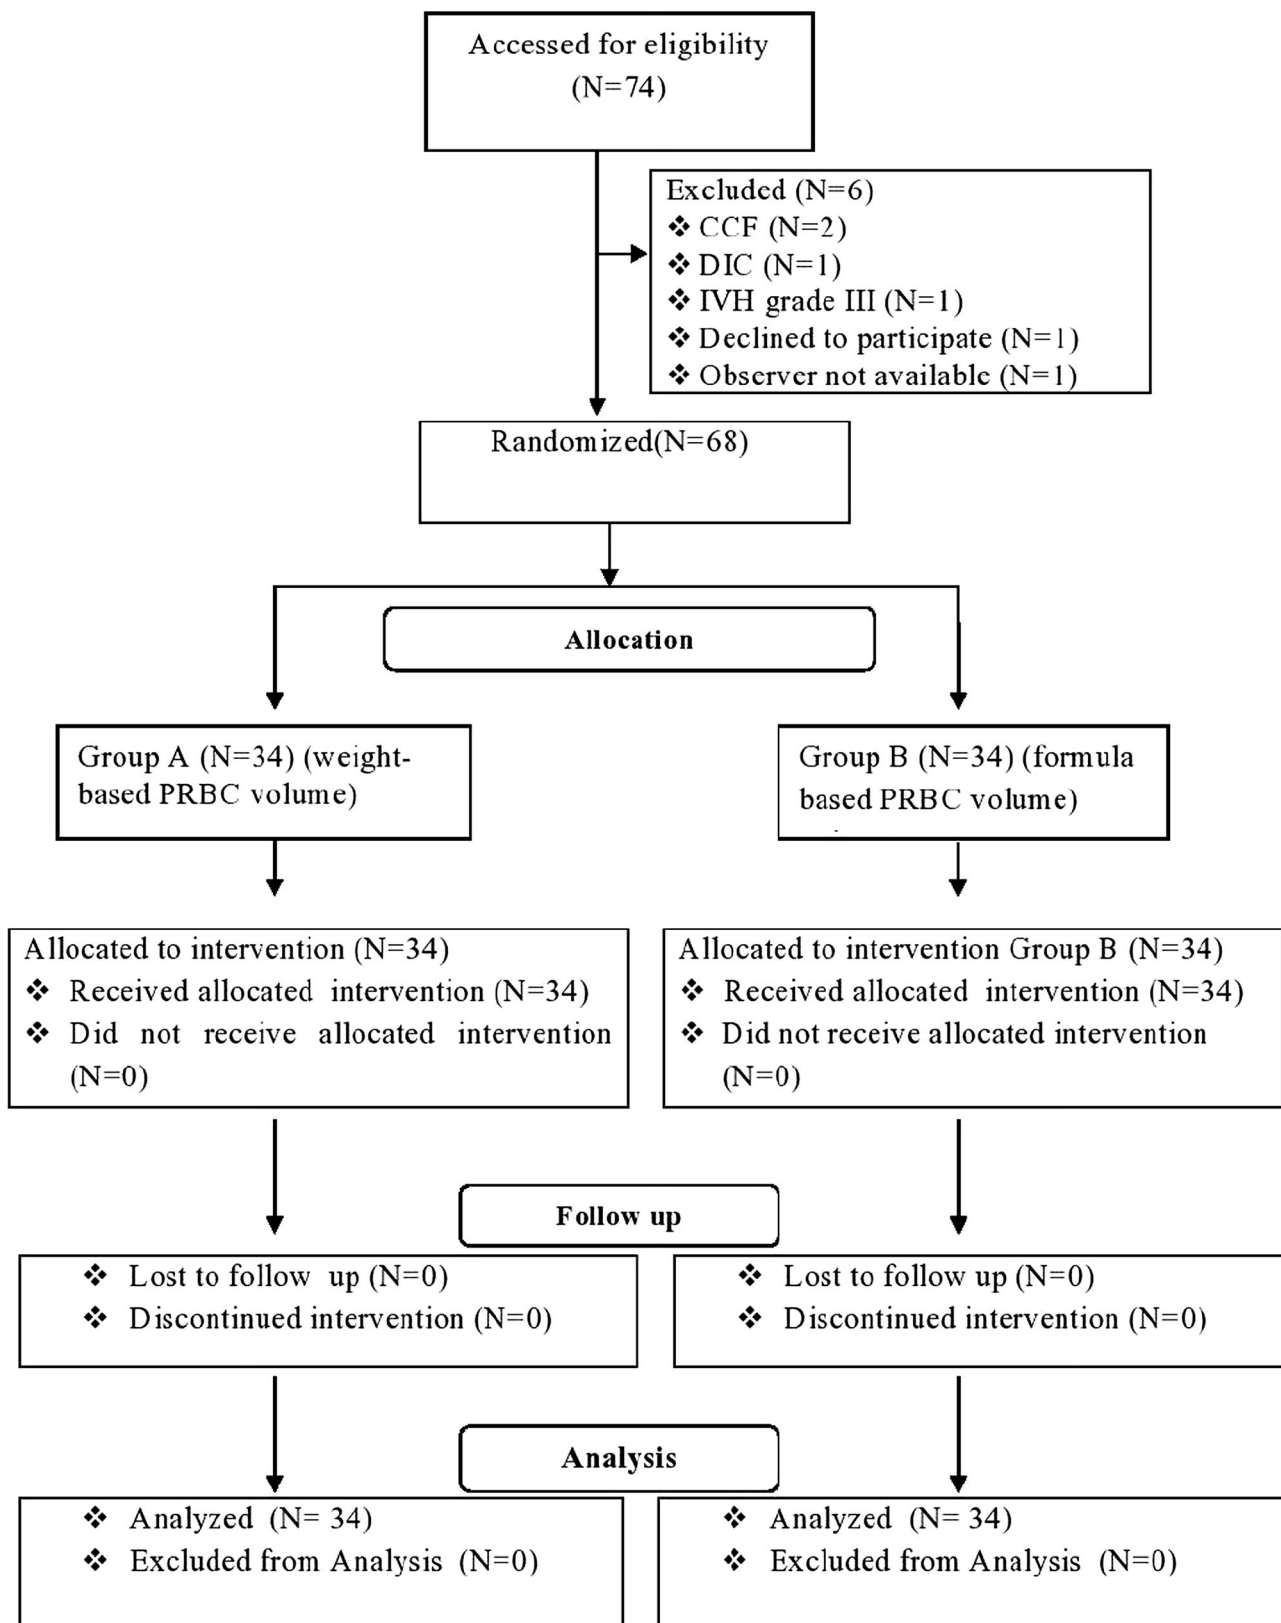 Accessed for eligibility
(N=74)
Excluded (N=6)
❖ CCF (N=2)
❖ DIC (N=1)
❖ IVH grade III (N=1)
❖ Declined to participate (N=1)
❖ Observer not available (N=1)
Randomized(N=68)
Allocation
Group A (N=34) (weight-
based PRBC volume)
Group B (N=34) (formula
based PRBC volume)
Allocated to intervention (N=34)
❖ Received allocated intervention (N=34)
❖ Did not receive allocated intervention
(N=0)
Allocated to intervention Group B (N=34)
❖ Received allocated intervention (N=34)
❖ Did not receive allocated intervention
(N=0)
Follow up
❖ Lost to follow up (N=0)
❖ Discontinued intervention (N=0)
❖ Lost to follow up (N=0)
❖ Discontinued intervention (N=0)
Analysis
❖ Analyzed (N= 34)
❖ Excluded from Analysis (N=0)
❖ Analyzed (N= 34)
❖ Excluded from Analysis (N=0)